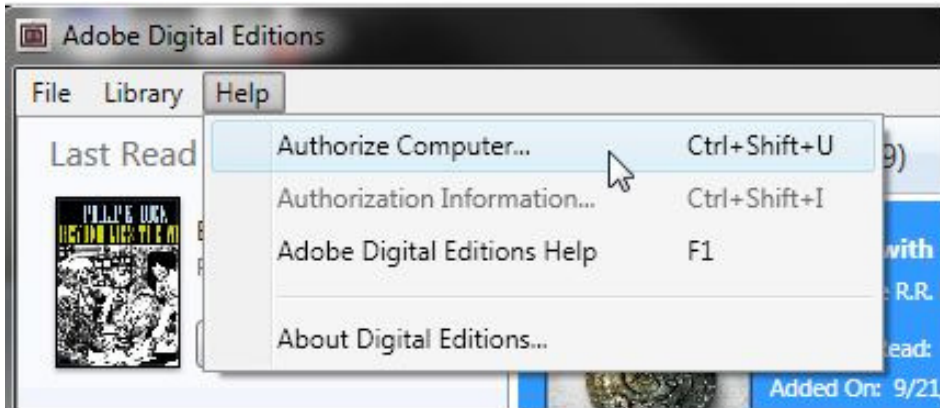 Adobe Digital Editions
File Library Help
Last Read
Authorize Computer... Ctrl+Shift+U
9)
Authorization Information... Ctrl+Shift+I
Adobe Digital Editions Help F1
with
R.R.
About Digital Editions...
ead:
Added On: 9/21